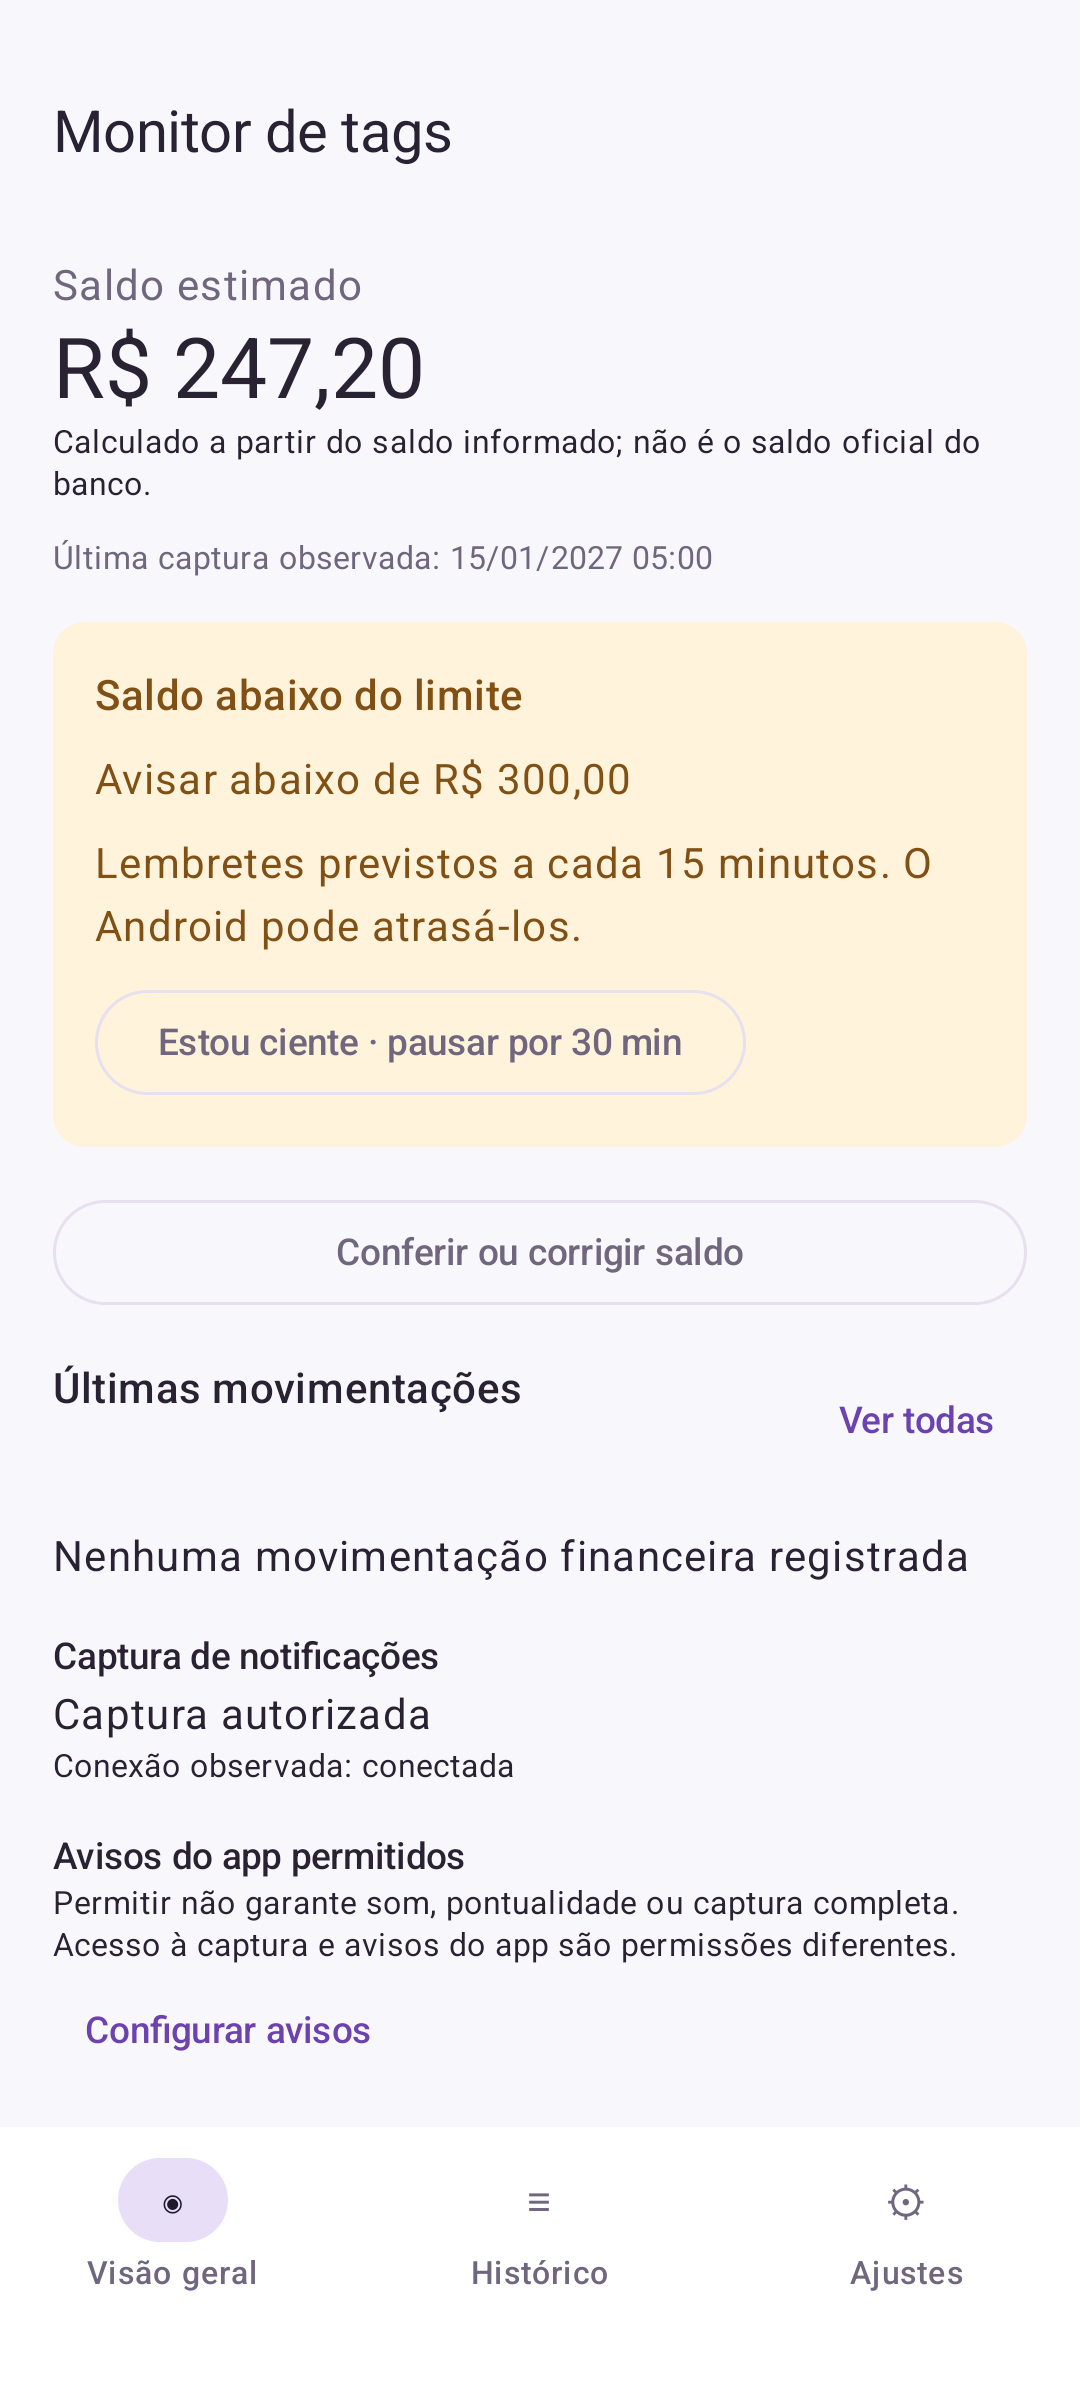 Monitor de tags
Saldo estimado
R$ 247,20
Calculado a partir do saldo informado; não é o saldo oficial do
banco.
Última captura observada: 15/01/2027 05:00
Saldo abaixo do limite
Avisar abaixo de R$ 300,00
Lembretes previstos a cada 15 minutos. O
Android pode atrasá-los.
Estou ciente · pausar por 30 min
Conferir ou corrigir saldo
Últimas movimentações
Ver todas
Nenhuma movimentação financeira registrada
Captura de notificações
Captura autorizada
Conexão observada: conectada
Avisos do app permitidos
Permitir não garante som, pontualidade ou captura completa.
Acesso à captura e avisos do app são permissões diferentes.
Configurar avisos
Visão geral
Histórico
Ajustes